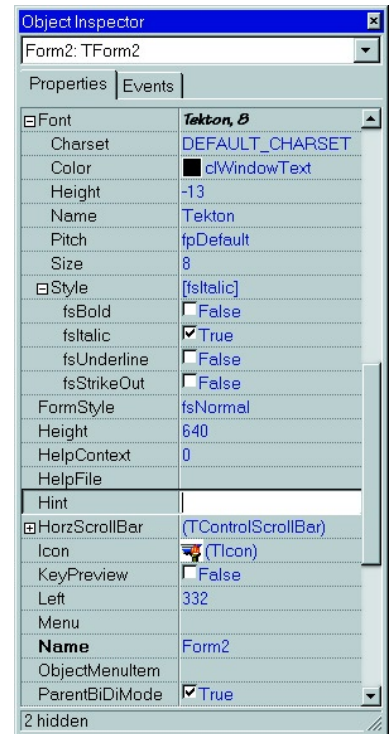 Object Inspector
Form2: TForm2
Properties Events
Font Tekton, 8
Charset DEFAULT_CHARSET
Color clWindowText
Height -13
Name Tekton
Pitch fpDefault
Size 8
Style [fsItalic]
fsBold False
fsItalic True
fsUnderline False
fsStrikeOut False
FormStyle fsNormal
Height 640
HelpContext 0
HelpFile
Hint
HorzScrollBar (TControlScrollBar)
Icon (TIcon)
KeyPreview False
Left 332
Menu
Name Form2
ObjectMenuItem
ParentBiDiMode True
2 hidden